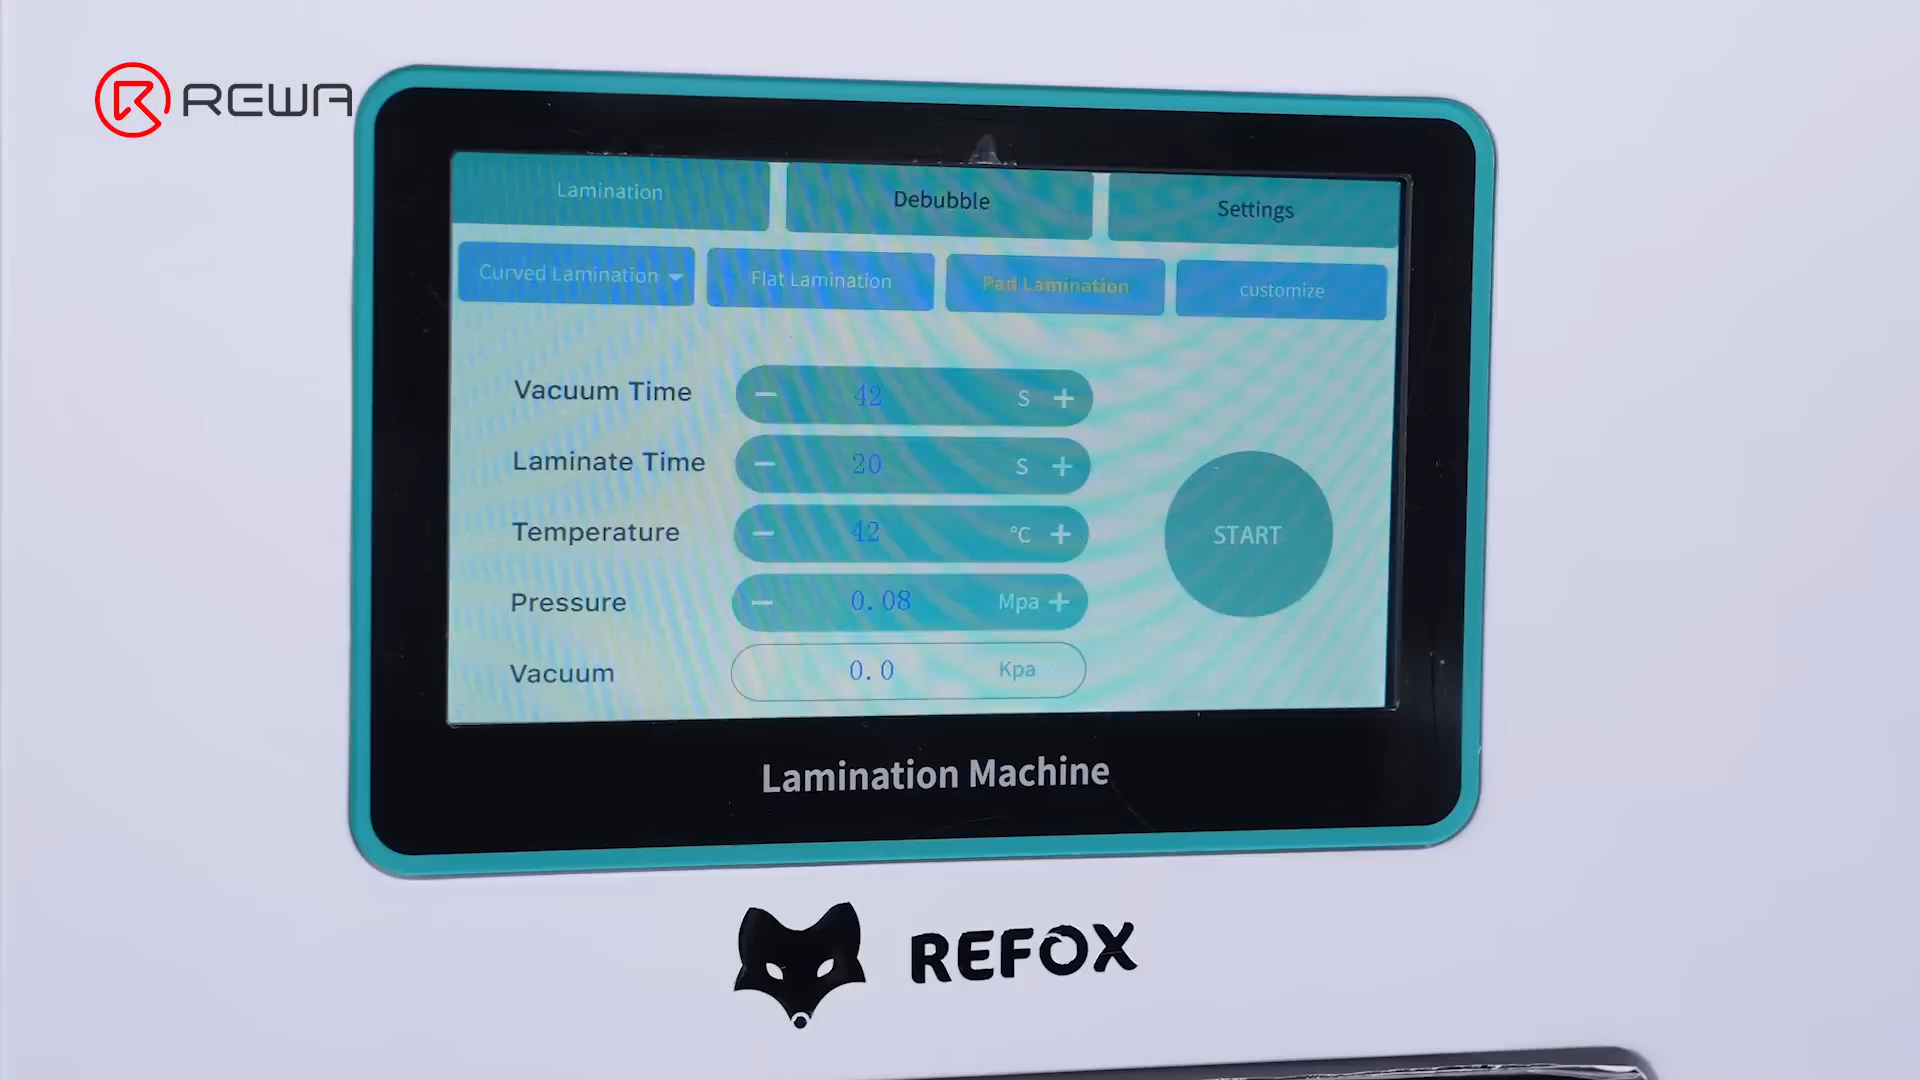 REWA
Lamination Debubble Settings
Curved Lamination Flat Lamination Pad Lamination customize
Vacuum Time − 42 S +
Laminate Time − 20 S +
Temperature − 42 °C +
Pressure − 0.08 Mpa +
Vacuum 0.0 Kpa
START
Lamination Machine
REFOX